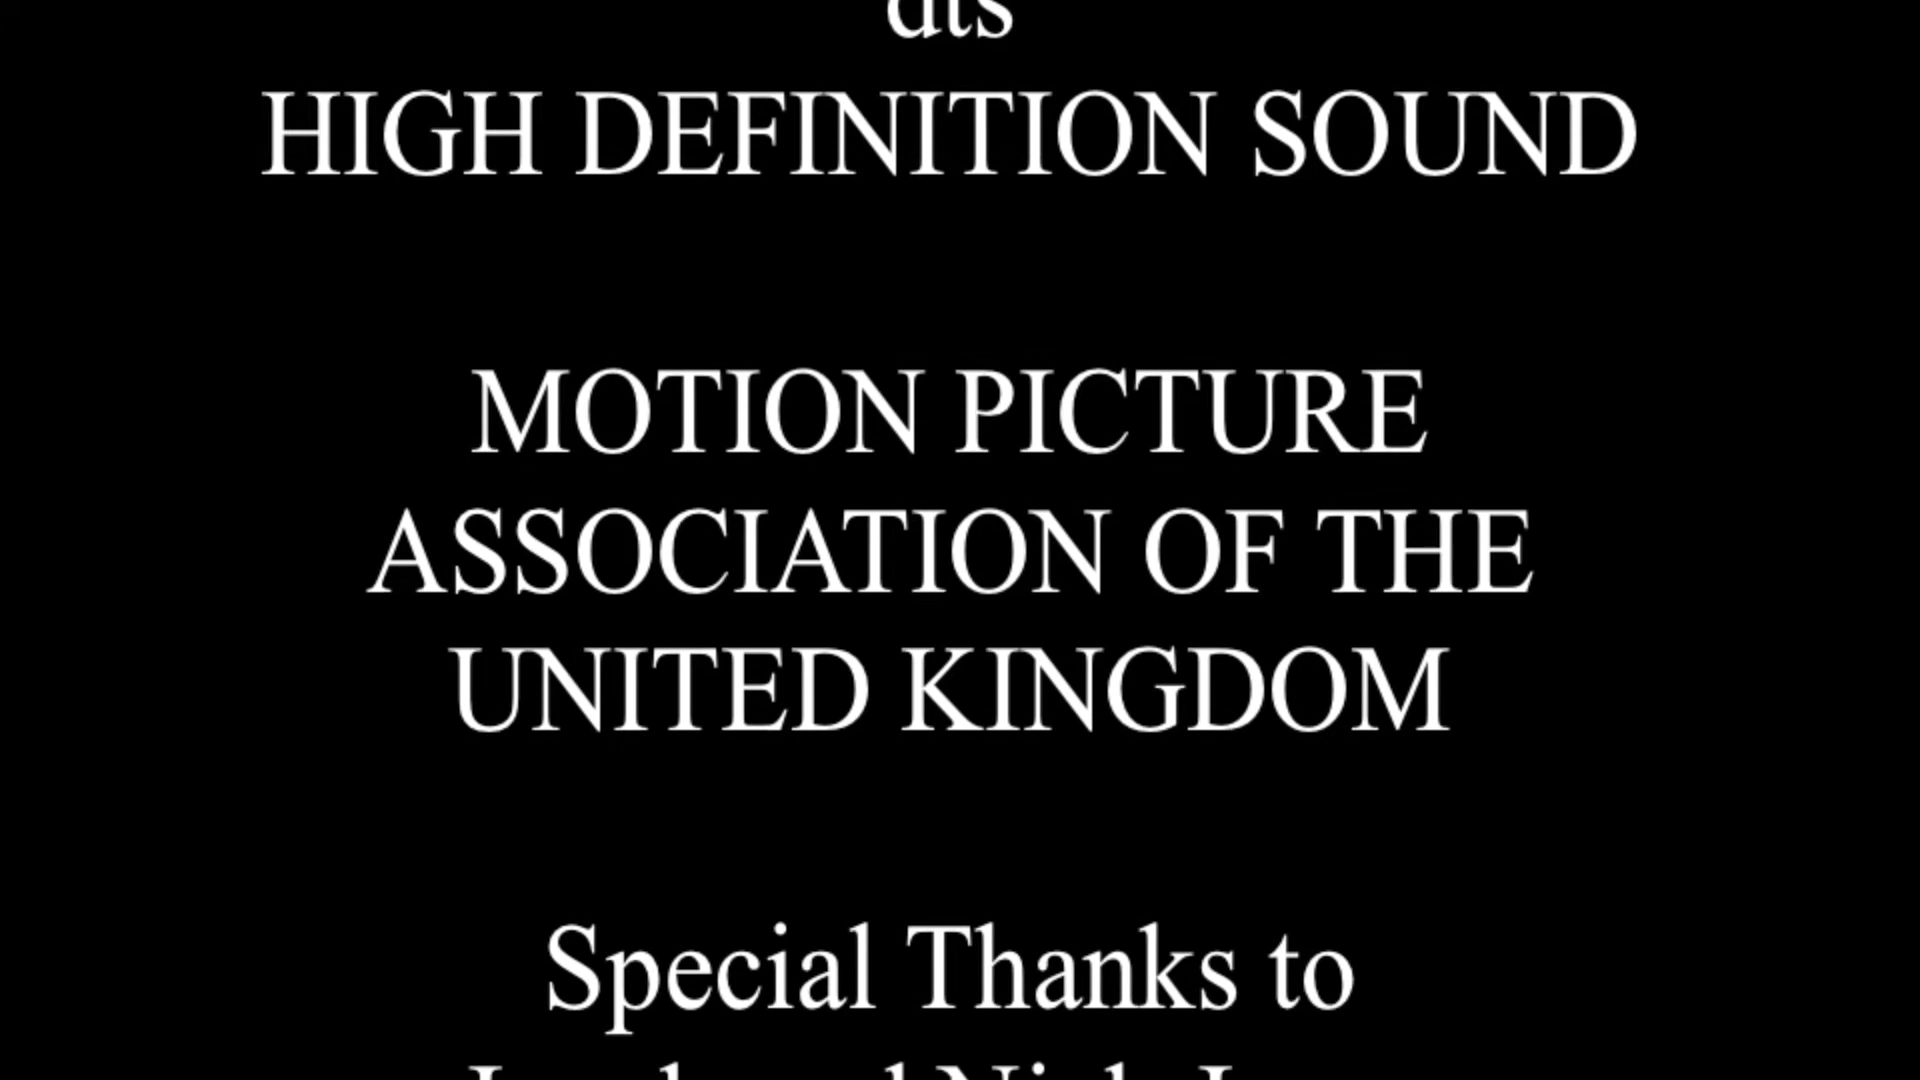 dts
HIGH DEFINITION SOUND
MOTION PICTURE
ASSOCIATION OF THE
UNITED KINGDOM
Special Thanks to